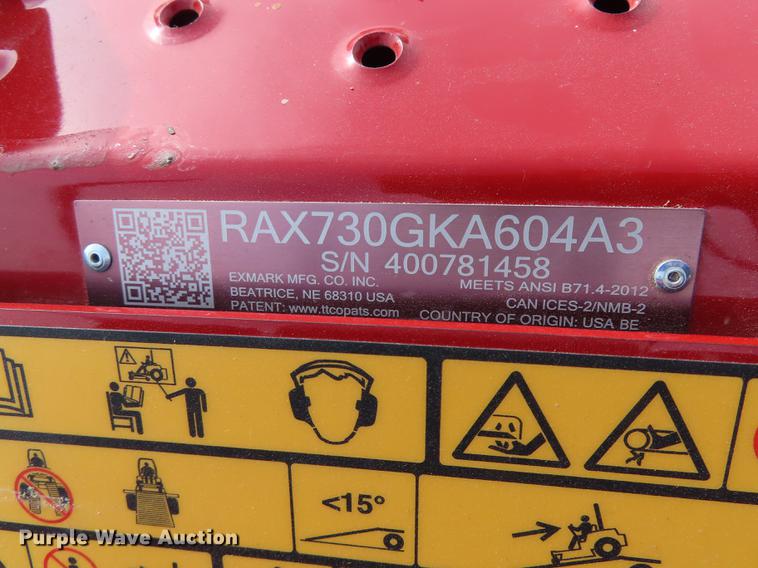 RAX730GKA604A3
S/N 400781458
EXMARK MFG. CO. INC.
BEATRICE, NE 68310 USA
PATENT: www.ttcopats.com
MEETS ANSI B71.4-2012
CAN ICES-2/NMB-2
COUNTRY OF ORIGIN: USA BE
<15°
Purple Wave Auction